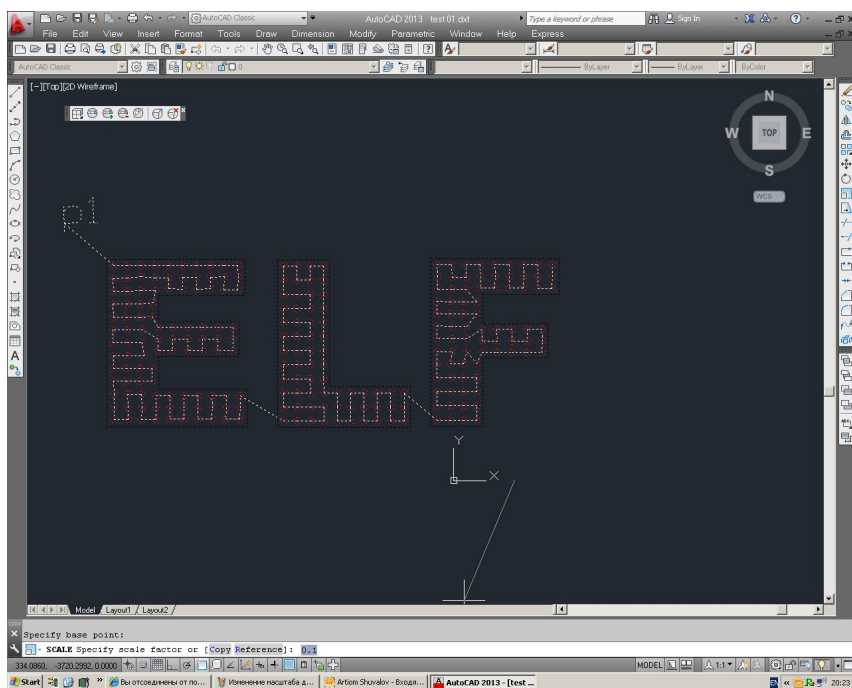 AutoCAD Classic
AutoCAD 2013 test 01.dxf
Type a keyword or phrase
Sign In
File Edit View Insert Format Tools Draw Dimension Modify Parametric Window Help Express
AutoCAD Classic
0
ByLayer
ByLayer
ByColor
[-][Top][2D Wireframe]
N
W TOP E
S
WCS
p1
ELF
Y
X
Model Layout1 Layout2
Specify base point:
SCALE Specify scale factor or [Copy Reference]: 0.1
334.0860, -3720.2992, 0.0000
MODEL
1:1
Start
Вы отсоединены от по...
Изменение масштаба д...
Artiom Shuvalov - Входя...
AutoCAD 2013 - [test ...
EN
20:23